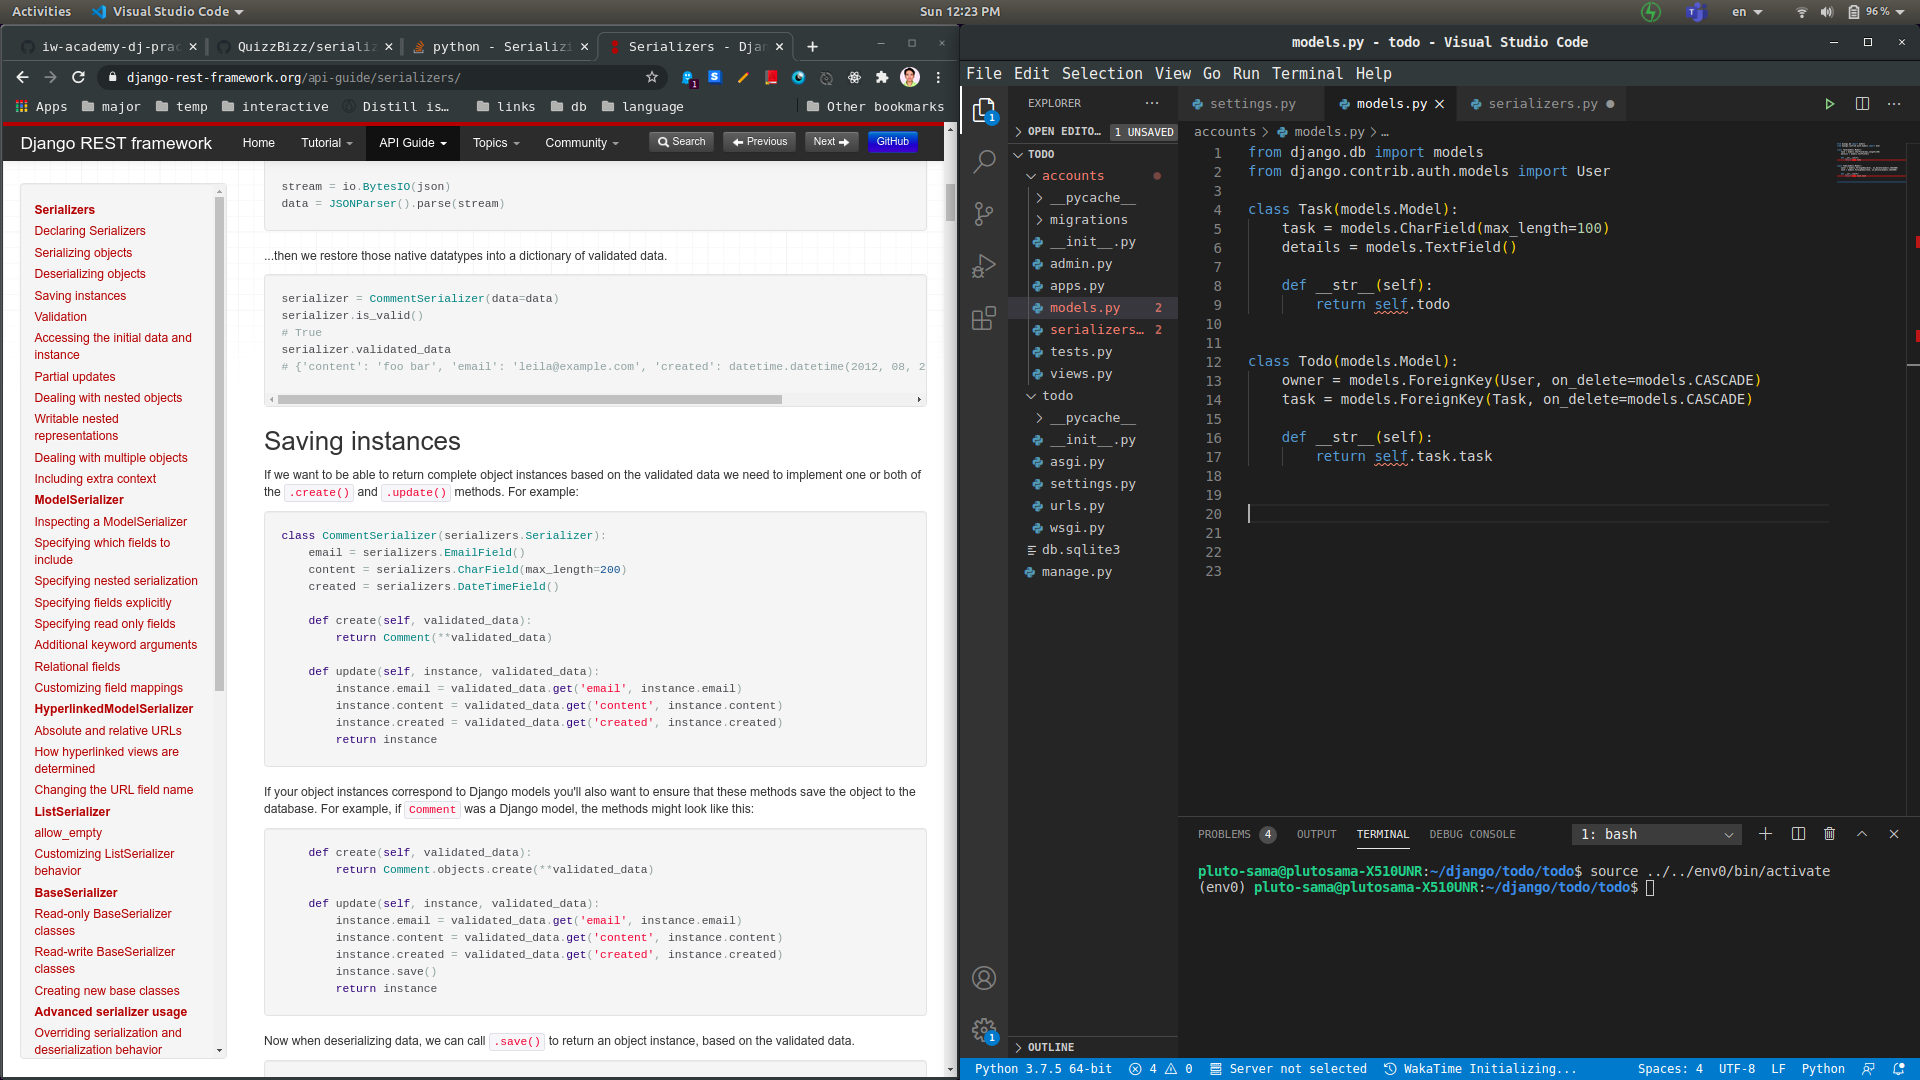 Activities
Visual Studio Code
Sun 12:23 PM
en
96 %
iw-academy-dj-prac
QuizzBizz/serializ
python - Serializi
Serializers - Djan
django-rest-framework.org/api-guide/serializers/
1
Apps
major
temp
interactive
Distill is…
links
db
language
Other bookmarks
Django REST framework
Home
Tutorial
API Guide
Topics
Community
Search
Previous
Next
GitHub
Serializers
Declaring Serializers
Serializing objects
Deserializing objects
Saving instances
Validation
Accessing the initial data and
instance
Partial updates
Dealing with nested objects
Writable nested
representations
Dealing with multiple objects
Including extra context
ModelSerializer
Inspecting a ModelSerializer
Specifying which fields to
include
Specifying nested serialization
Specifying fields explicitly
Specifying read only fields
Additional keyword arguments
Relational fields
Customizing field mappings
HyperlinkedModelSerializer
Absolute and relative URLs
How hyperlinked views are
determined
Changing the URL field name
ListSerializer
allow_empty
Customizing ListSerializer
behavior
BaseSerializer
Read-only BaseSerializer
classes
Read-write BaseSerializer
classes
Creating new base classes
Advanced serializer usage
Overriding serialization and
deserialization behavior
stream = io.BytesIO(json)
data = JSONParser().parse(stream)
...then we restore those native datatypes into a dictionary of validated data.
serializer = CommentSerializer(data=data)
serializer.is_valid()
# True
serializer.validated_data
# {'content': 'foo bar', 'email': 'leila@example.com', 'created': datetime.datetime(2012, 08, 2
Saving instances
If we want to be able to return complete object instances based on the validated data we need to implement one or both of
the .create() and .update() methods. For example:
class CommentSerializer(serializers.Serializer):
email = serializers.EmailField()
content = serializers.CharField(max_length=200)
created = serializers.DateTimeField()
def create(self, validated_data):
return Comment(**validated_data)
def update(self, instance, validated_data):
instance.email = validated_data.get('email', instance.email)
instance.content = validated_data.get('content', instance.content)
instance.created = validated_data.get('created', instance.created)
return instance
If your object instances correspond to Django models you'll also want to ensure that these methods save the object to the
database. For example, if Comment was a Django model, the methods might look like this:
def create(self, validated_data):
return Comment.objects.create(**validated_data)
def update(self, instance, validated_data):
instance.email = validated_data.get('email', instance.email)
instance.content = validated_data.get('content', instance.content)
instance.created = validated_data.get('created', instance.created)
instance.save()
return instance
Now when deserializing data, we can call .save() to return an object instance, based on the validated data.
models.py - todo - Visual Studio Code
File Edit Selection View Go Run Terminal Help
1
1
EXPLORER
OPEN EDITO… 1 UNSAVED
TODO
accounts
__pycache__
migrations
__init__.py
admin.py
apps.py
models.py 2
serializers… 2
tests.py
views.py
todo
__pycache__
__init__.py
asgi.py
settings.py
urls.py
wsgi.py
db.sqlite3
manage.py
OUTLINE
settings.py
models.py
serializers.py
accounts > models.py > …
1 from django.db import models
2 from django.contrib.auth.models import User
3
4 class Task(models.Model):
5 task = models.CharField(max_length=100)
6 details = models.TextField()
7
8 def __str__(self):
9 return self.todo
10
11
12 class Todo(models.Model):
13 owner = models.ForeignKey(User, on_delete=models.CASCADE)
14 task = models.ForeignKey(Task, on_delete=models.CASCADE)
15
16 def __str__(self):
17 return self.task.task
18
19
20
21
22
23
PROBLEMS 4
OUTPUT
TERMINAL
DEBUG CONSOLE
1: bash
pluto-sama@plutosama-X510UNR:~/django/todo/todo$ source ../../env0/bin/activate
(env0) pluto-sama@plutosama-X510UNR:~/django/todo/todo$
Python 3.7.5 64-bit
4
0
Server not selected
WakaTime Initializing...
Spaces: 4
UTF-8
LF
Python